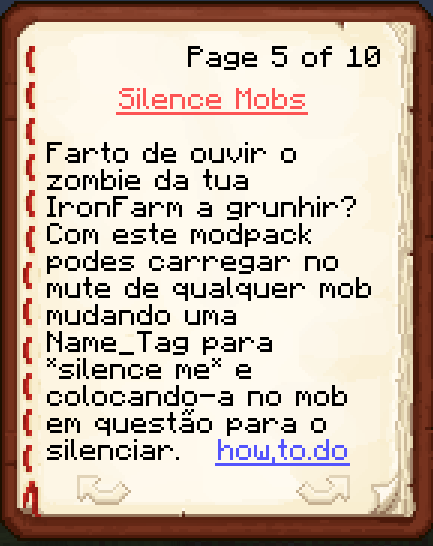 Page 5 of 10
Silence Mobs
Farto de ouvir o
zombie da tua
IronFarm a grunhir?
Com este modpack
podes carregar no
mute de qualquer mob
mudando uma
Name_Tag para
"silence me" e
colocando-a no mob
em questão para o
silenciar. how,to.do